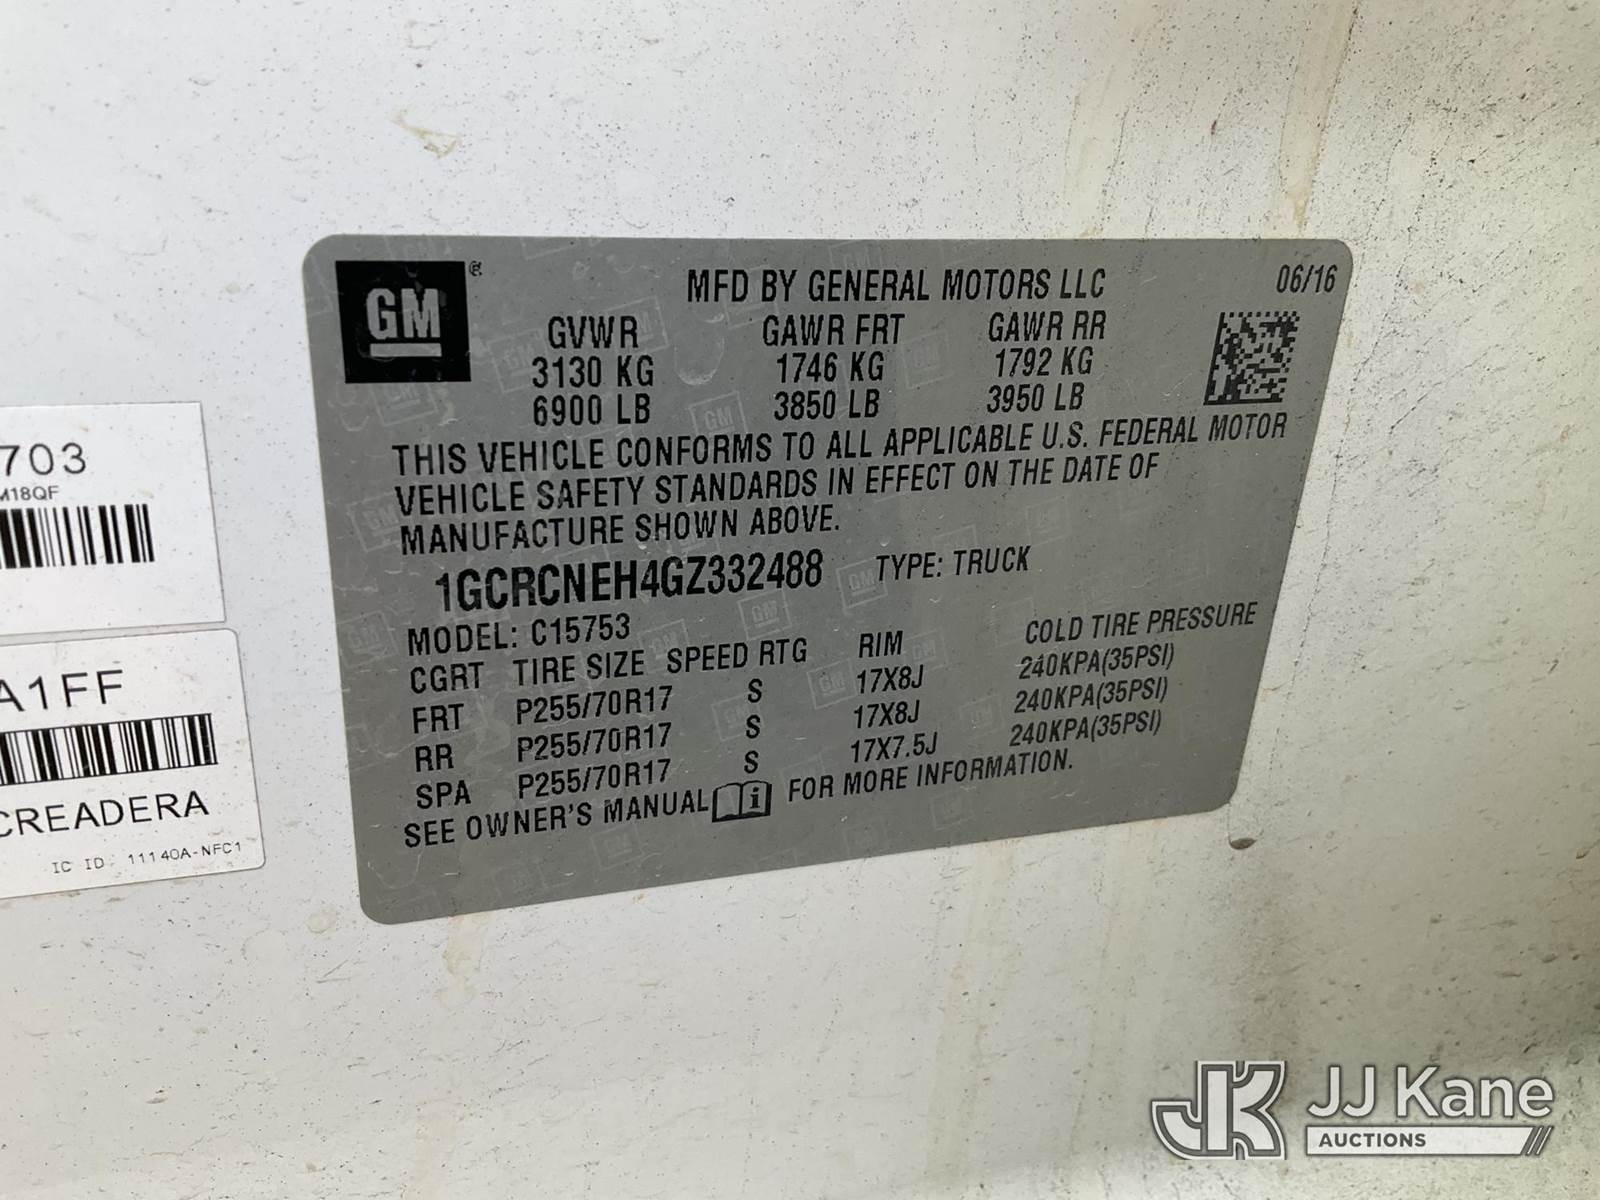 GM ®
MFD BY GENERAL MOTORS LLC 06/16
GVWR GAWR FRT GAWR RR
3130 KG 1746 KG 1792 KG
6900 LB 3850 LB 3950 LB
THIS VEHICLE CONFORMS TO ALL APPLICABLE U.S. FEDERAL MOTOR
VEHICLE SAFETY STANDARDS IN EFFECT ON THE DATE OF
MANUFACTURE SHOWN ABOVE.
1GCRCNEH4GZ332488 TYPE: TRUCK
MODEL: C15753
CGRT TIRE SIZE SPEED RTG RIM COLD TIRE PRESSURE
FRT P255/70R17 S 17X8J 240KPA(35PSI)
RR P255/70R17 S 17X8J 240KPA(35PSI)
SPA P255/70R17 S 17X7.5J 240KPA(35PSI)
SEE OWNER'S MANUAL i FOR MORE INFORMATION.
703
M18QF
A1FF
CREADERA
IC ID: 11140A-NFC1
JK JJ Kane
AUCTIONS